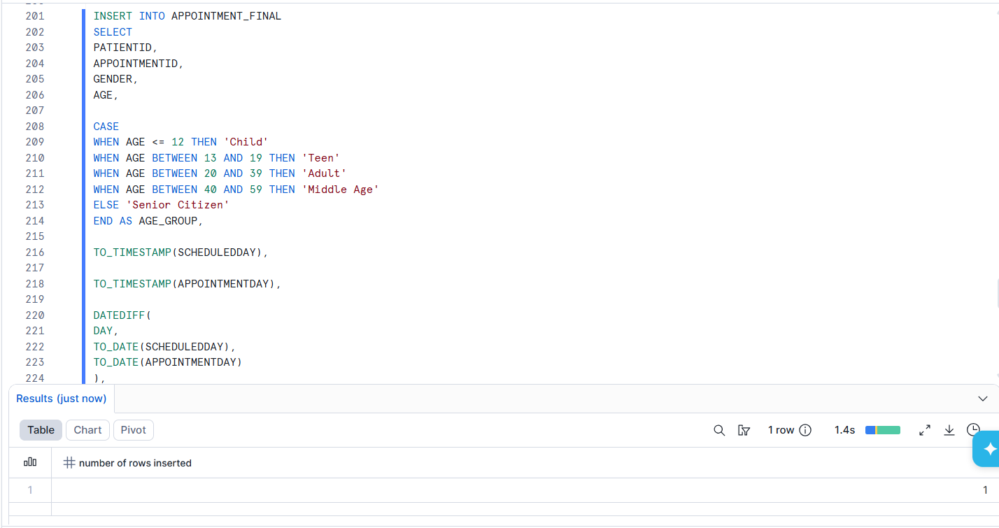 201 INSERT INTO APPOINTMENT_FINAL
202 SELECT
203 PATIENTID,
204 APPOINTMENTID,
205 GENDER,
206 AGE,
207
208 CASE
209 WHEN AGE <= 12 THEN 'Child'
210 WHEN AGE BETWEEN 13 AND 19 THEN 'Teen'
211 WHEN AGE BETWEEN 20 AND 39 THEN 'Adult'
212 WHEN AGE BETWEEN 40 AND 59 THEN 'Middle Age'
213 ELSE 'Senior Citizen'
214 END AS AGE_GROUP,
215
216 TO_TIMESTAMP(SCHEDULEDDAY),
217
218 TO_TIMESTAMP(APPOINTMENTDAY),
219
220 DATEDIFF(
221 DAY,
222 TO_DATE(SCHEDULEDDAY),
223 TO_DATE(APPOINTMENTDAY)
224 ),
Results (just now)
Table Chart Pivot 1 row 1.4s
number of rows inserted
1 1